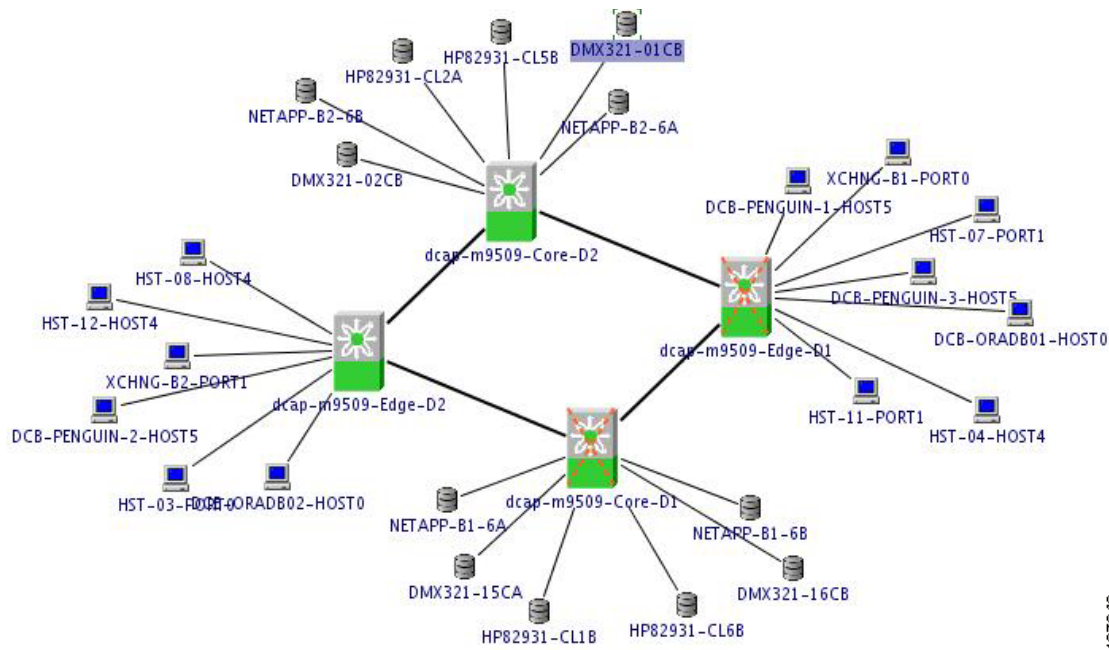 DMX321-01CB
HP82931-CL5B
HP82931-CL2A
NETAPP-B2-6B
NETAPP-B2-6A
DMX321-02CB
XCHNG-B1-PORT0
DCB-PENGUIN-1-HOST5
HST-07-PORT1
dcap-m9509-Core-D2
HST-08-HOST4
DCB-PENGUIN-3-HOST5
HST-12-HOST4
DCB-ORADB01-HOST0
dcap-m9509-Edge-D1
XCHNG-B2-PORT1
dcap-m9509-Edge-D2
HST-11-PORT1
DCB-PENGUIN-2-HOST5
HST-04-HOST4
HST-03-PORT0
DCB-ORADB02-HOST0
dcap-m9509-Core-D1
NETAPP-B1-6A
NETAPP-B1-6B
DMX321-15CA
DMX321-16CB
HP82931-CL1B
HP82931-CL6B